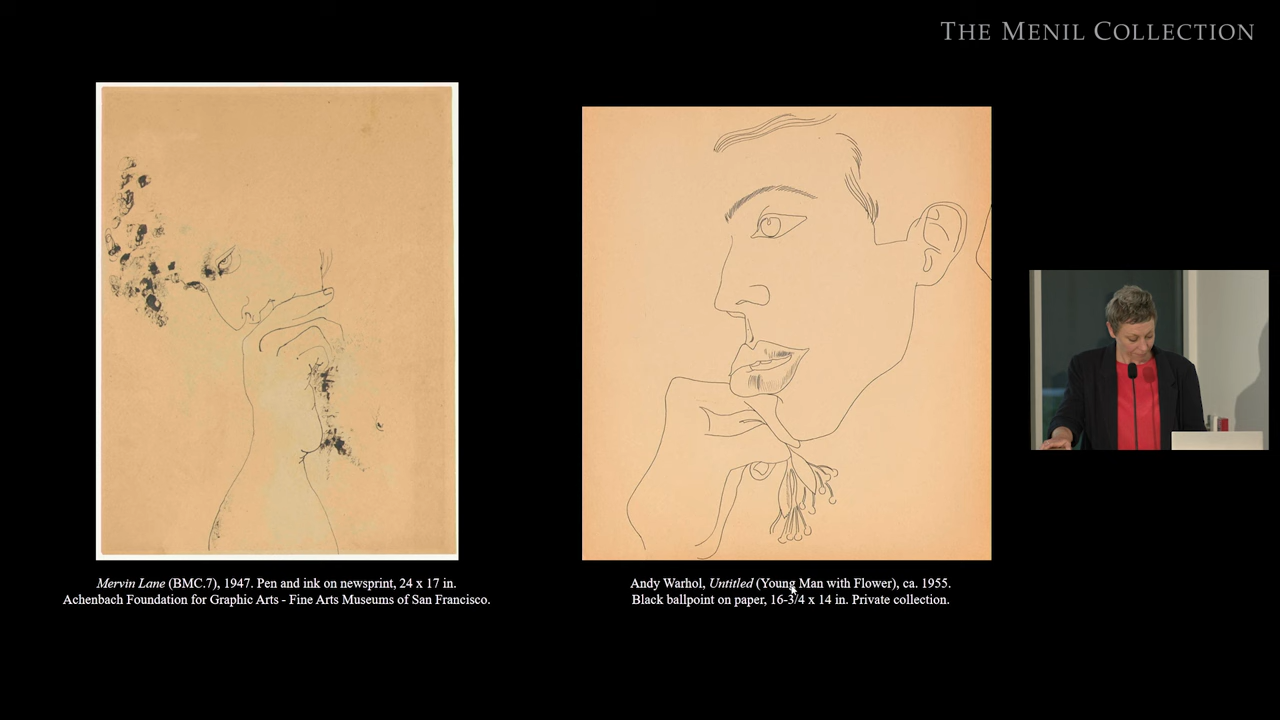 THE MENIL COLLECTION
Mervin Lane (BMC.7), 1947. Pen and ink on newsprint, 24 x 17 in.
Achenbach Foundation for Graphic Arts - Fine Arts Museums of San Francisco.
Andy Warhol, Untitled (Young Man with Flower), ca. 1955.
Black ballpoint on paper, 16-3/4 x 14 in. Private collection.